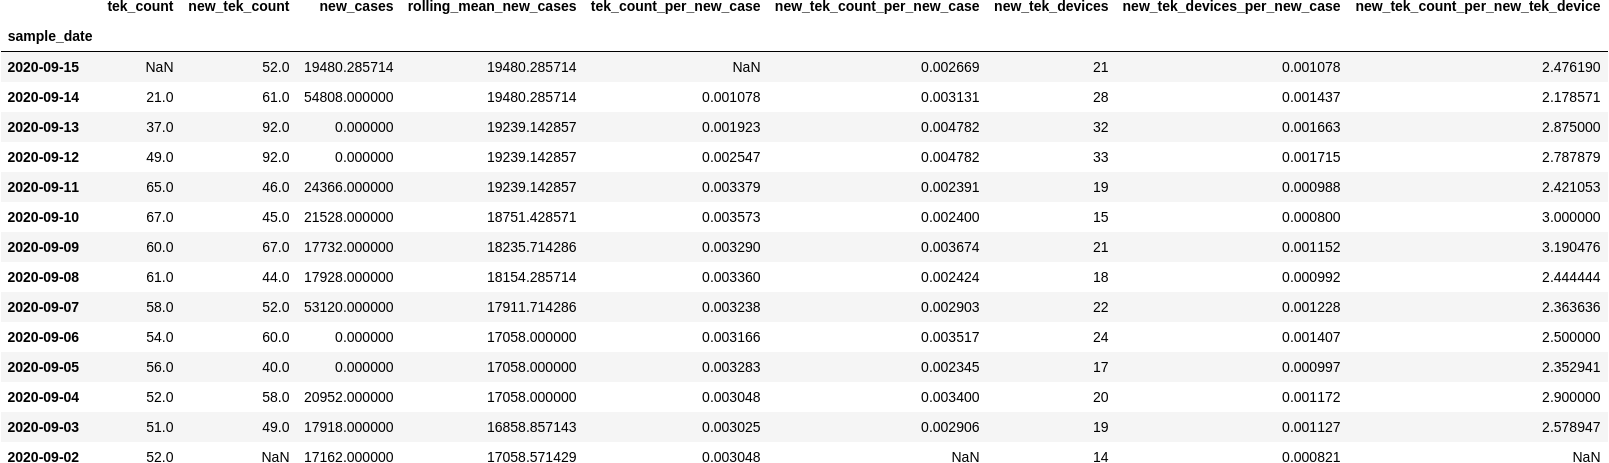 tek_count new_tek_count new_cases rolling_mean_new_cases tek_count_per_new_case new_tek_count_per_new_case new_tek_devices new_tek_devices_per_new_case new_tek_count_per_new_tek_device
sample_date
2020-09-15 NaN 52.0 19480.285714 19480.285714 NaN 0.002669 21 0.001078 2.476190
2020-09-14 21.0 61.0 54808.000000 19480.285714 0.001078 0.003131 28 0.001437 2.178571
2020-09-13 37.0 92.0 0.000000 19239.142857 0.001923 0.004782 32 0.001663 2.875000
2020-09-12 49.0 92.0 0.000000 19239.142857 0.002547 0.004782 33 0.001715 2.787879
2020-09-11 65.0 46.0 24366.000000 19239.142857 0.003379 0.002391 19 0.000988 2.421053
2020-09-10 67.0 45.0 21528.000000 18751.428571 0.003573 0.002400 15 0.000800 3.000000
2020-09-09 60.0 67.0 17732.000000 18235.714286 0.003290 0.003674 21 0.001152 3.190476
2020-09-08 61.0 44.0 17928.000000 18154.285714 0.003360 0.002424 18 0.000992 2.444444
2020-09-07 58.0 52.0 53120.000000 17911.714286 0.003238 0.002903 22 0.001228 2.363636
2020-09-06 54.0 60.0 0.000000 17058.000000 0.003166 0.003517 24 0.001407 2.500000
2020-09-05 56.0 40.0 0.000000 17058.000000 0.003283 0.002345 17 0.000997 2.352941
2020-09-04 52.0 58.0 20952.000000 17058.000000 0.003048 0.003400 20 0.001172 2.900000
2020-09-03 51.0 49.0 17918.000000 16858.857143 0.003025 0.002906 19 0.001127 2.578947
2020-09-02 52.0 NaN 17162.000000 17058.571429 0.003048 NaN 14 0.000821 NaN